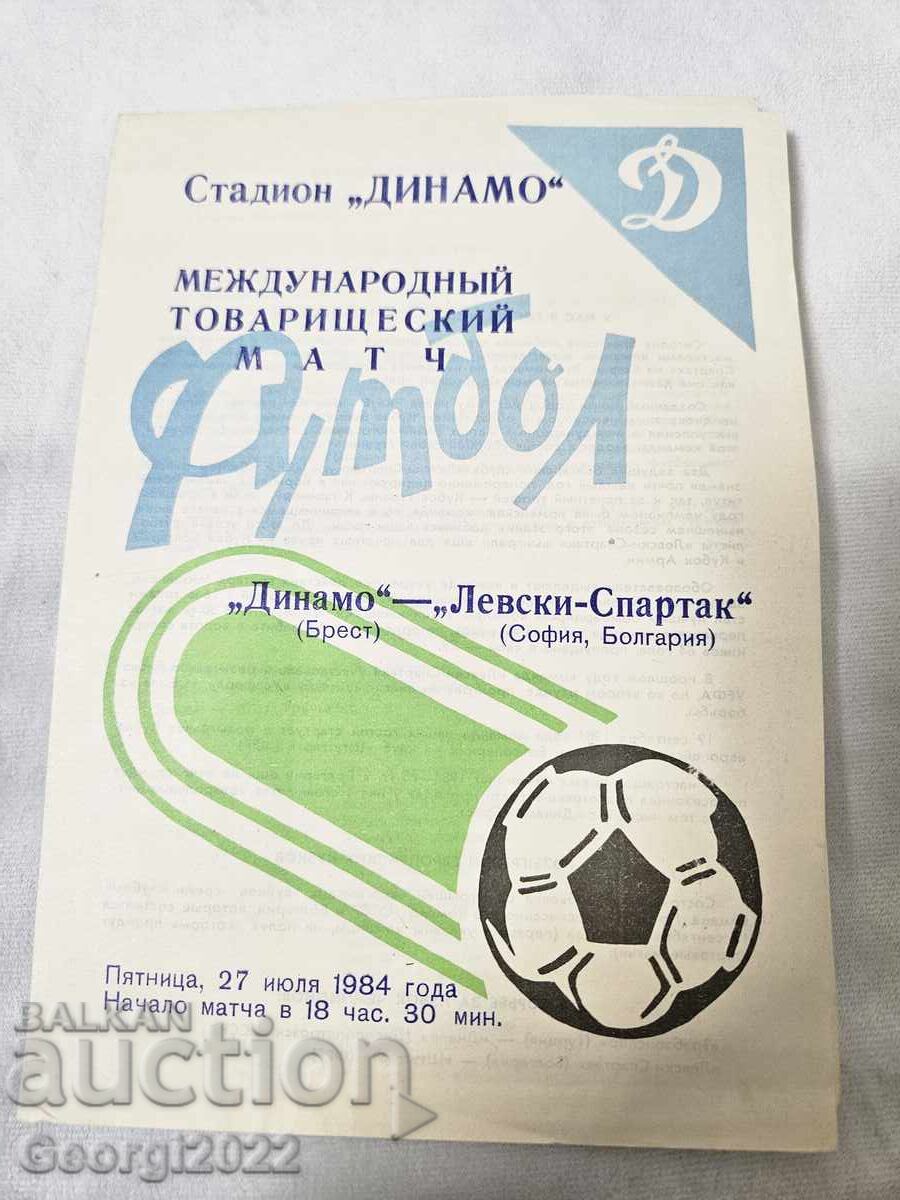 Стадион „ДИНАМО“
Д
МЕЖДУНАРОДНЫЙ
ТОВАРИЩЕСКИЙ
МАТЧ
Футбол
„Динамо“—„Левски-Спартак“
(Брест) (София, Болгария)
Пятница, 27 июля 1984 года
Начало матча в 18 час. 30 мин.
BALKAN
auction
Georgi2022